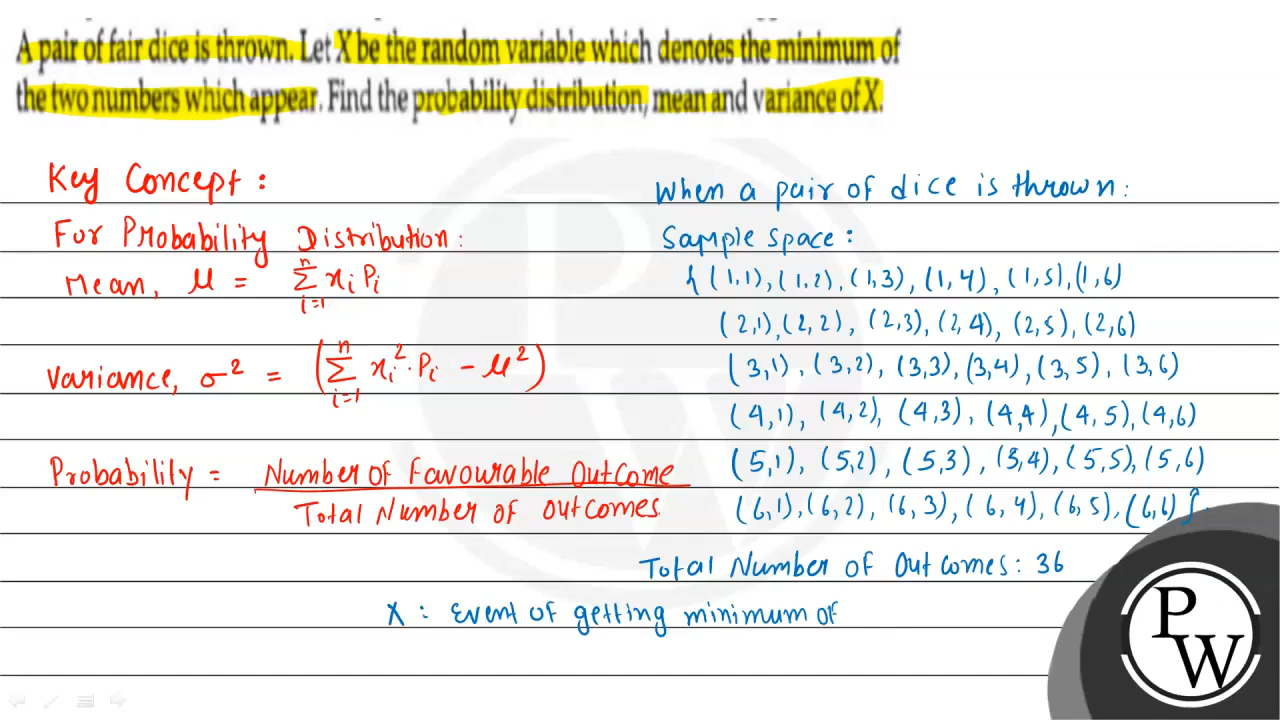 A pair of fair dice is thrown. Let X be the random variable which denotes the minimum of
the two numbers which appear. Find the probability distribution, mean and variance of X.
Key Concept:
For Probability Distribution:
Mean, μ = ∑ⁿᵢ₌₁ xᵢ Pᵢ
Variance, σ² = (∑ⁿᵢ₌₁ xᵢ² · Pᵢ - μ²)
Probability = Number of Favourable Outcome
Total Number of outcomes
When a pair of dice is thrown:
Sample space:
{ (1,1), (1,2), (1,3), (1,4), (1,5), (1,6)
(2,1), (2,2), (2,3), (2,4), (2,5), (2,6)
(3,1), (3,2), (3,3), (3,4), (3,5), (3,6)
(4,1), (4,2), (4,3), (4,4), (4,5), (4,6)
(5,1), (5,2), (5,3), (5,4), (5,5), (5,6)
(6,1), (6,2), (6,3), (6,4), (6,5), (6,6) }.
Total Number of Outcomes: 36
X : Event of getting minimum of
P
W